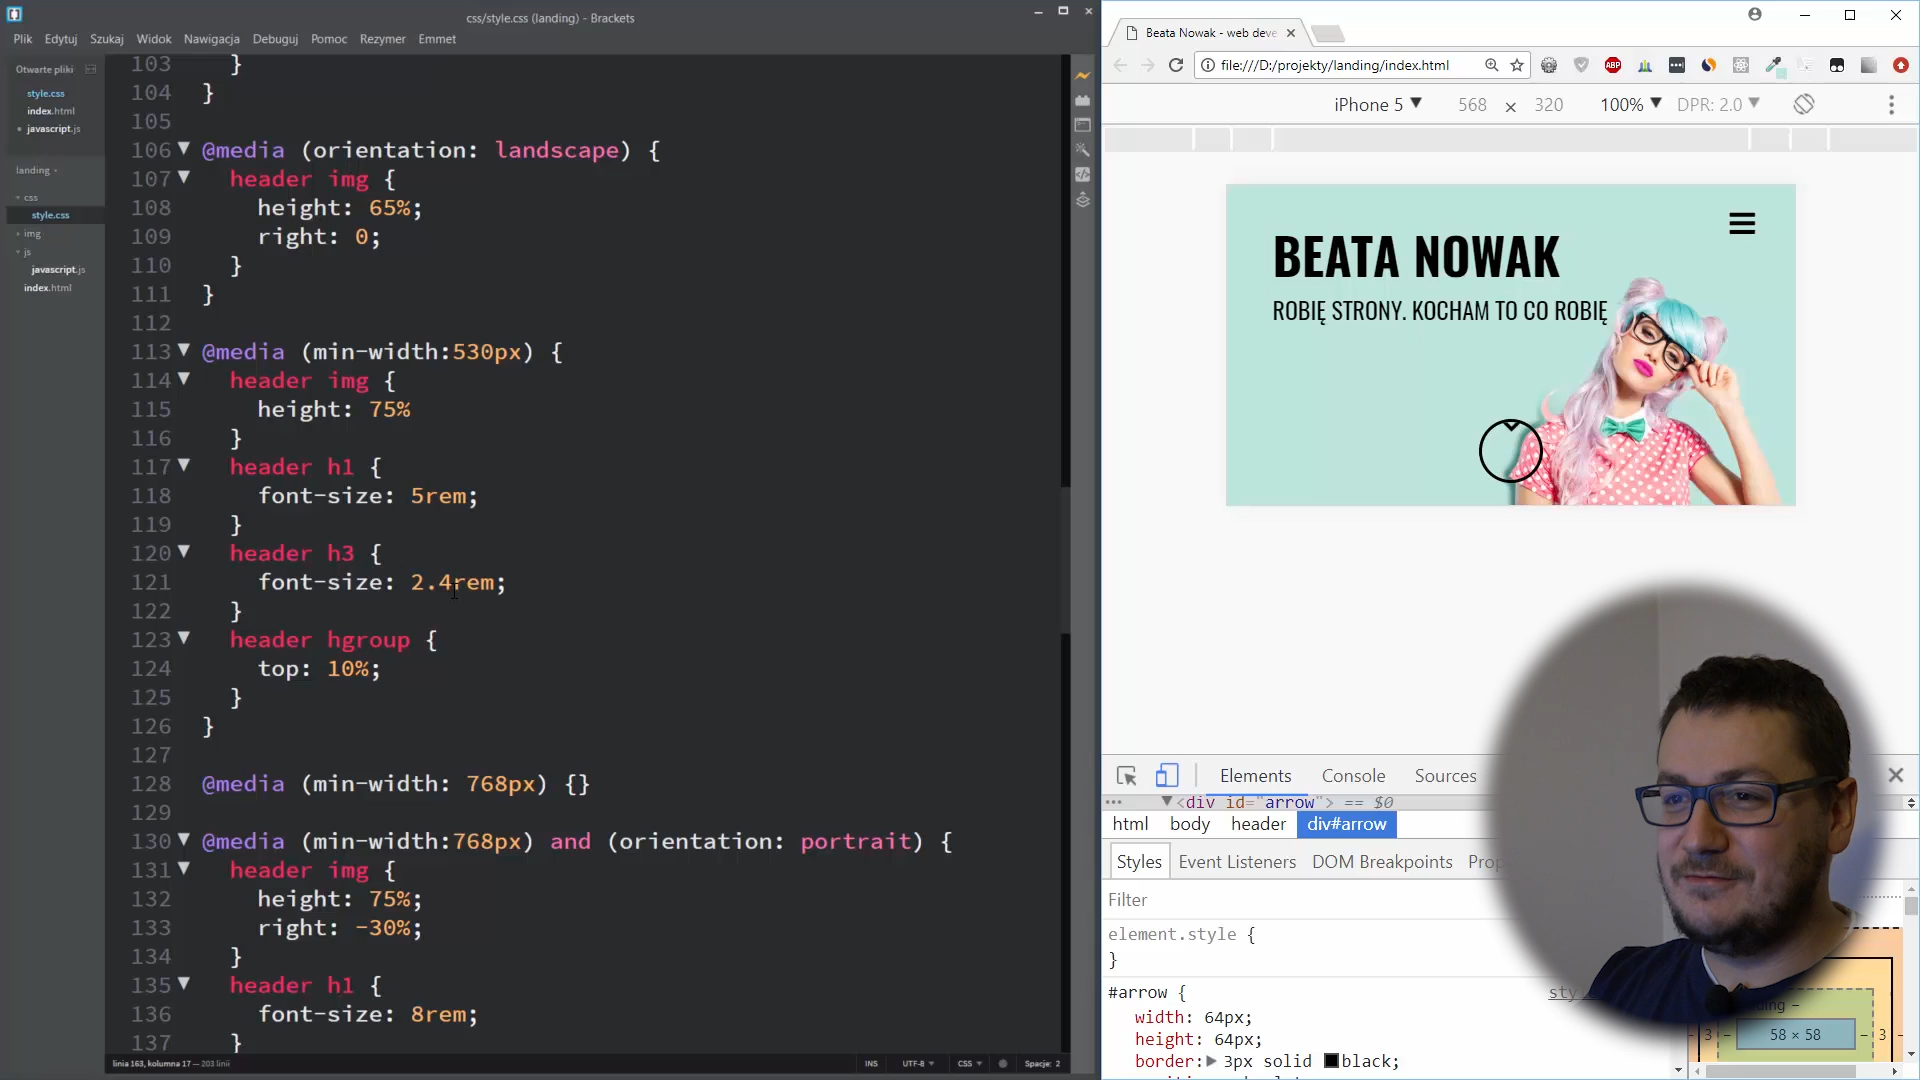 css/style.css (landing) - Brackets
Plik Edytuj Szukaj Widok Nawigacja Debuguj Pomoc Rezymer Emmet
Otwarte pliki
style.css
index.html
• javascript.js
landing
css
style.css
img
js
javascript.js
index.html
103 }
104 }
105
106 @media (orientation: landscape) {
107 header img {
108 height: 65%;
109 right: 0;
110 }
111 }
112
113 @media (min-width:530px) {
114 header img {
115 height: 75%
116 }
117 header h1 {
118 font-size: 5rem;
119 }
120 header h3 {
121 font-size: 2.4rem;
122 }
123 header hgroup {
124 top: 10%;
125 }
126 }
127
128 @media (min-width: 768px) {}
129
130 @media (min-width:768px) and (orientation: portrait) {
131 header img {
132 height: 75%;
133 right: -30%;
134 }
135 header h1 {
136 font-size: 8rem;
137 }
linia 163, kolumna 17 — 203 linii
INS UTF-8 CSS Spacje: 2
Beata Nowak - web deve
file:///D:/projekty/landing/index.html
ABP
iPhone 5 568 × 320 100% DPR: 2.0
BEATA NOWAK
ROBIĘ STRONY. KOCHAM TO CO ROBIĘ
Elements Console Sources
<div id="arrow"> == $0
html body header div#arrow
Styles Event Listeners DOM Breakpoints
Filter
element.style {
}
#arrow {
width: 64px;
height: 64px;
border: 3px solid black;
3 58 × 58 3